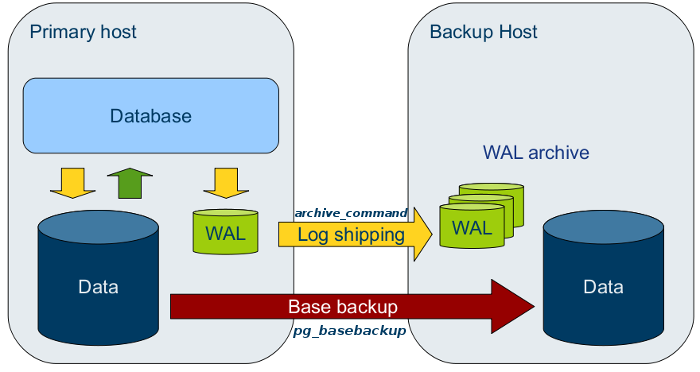 Primary host
Backup Host
Database
WAL archive
archive_command
WAL
Log shipping
WAL
Data
Data
Base backup
pg_basebackup